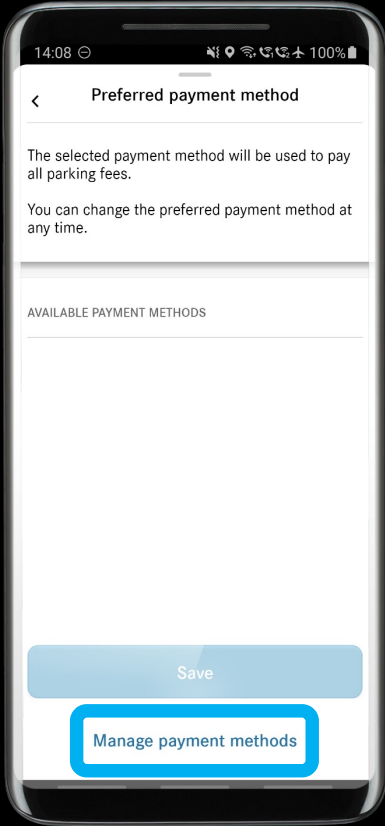 14:08
100%
Preferred payment method
The selected payment method will be used to pay
all parking fees.
You can change the preferred payment method at
any time.
AVAILABLE PAYMENT METHODS
Save
Manage payment methods